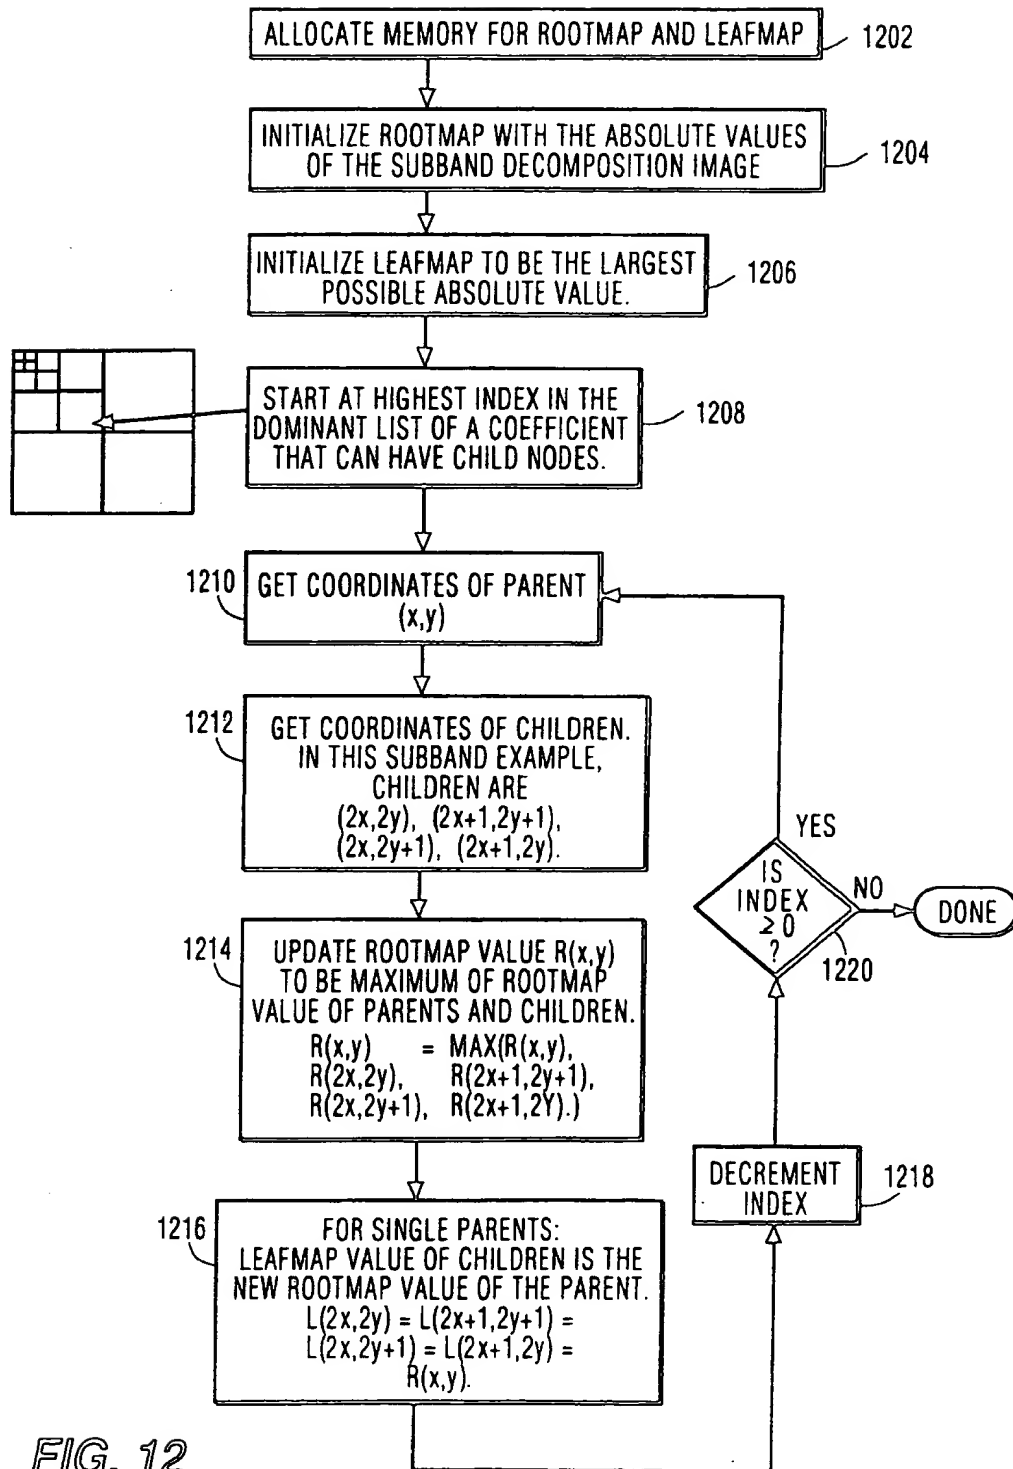 ALLOCATE MEMORY FOR ROOTMAP AND LEAFMAP
1202
INITIALIZE ROOTMAP WITH THE ABSOLUTE VALUES
OF THE SUBBAND DECOMPOSITION IMAGE
1204
INITIALIZE LEAFMAP TO BE THE LARGEST
POSSIBLE ABSOLUTE VALUE.
1206
START AT HIGHEST INDEX IN THE
DOMINANT LIST OF A COEFFICIENT
THAT CAN HAVE CHILD NODES.
1208
1210
GET COORDINATES OF PARENT
(x,y)
1212
GET COORDINATES OF CHILDREN.
IN THIS SUBBAND EXAMPLE,
CHILDREN ARE
(2x,2y), (2x+1,2y+1),
(2x,2y+1), (2x+1,2y).
1214
UPDATE ROOTMAP VALUE R(x,y)
TO BE MAXIMUM OF ROOTMAP
VALUE OF PARENTS AND CHILDREN.
R(x,y) = MAX(R(x,y),
R(2x,2y), R(2x+1,2y+1),
R(2x,2y+1), R(2x+1,2Y).)
1216
FOR SINGLE PARENTS:
LEAFMAP VALUE OF CHILDREN IS THE
NEW ROOTMAP VALUE OF THE PARENT.
L(2x,2y) = L(2x+1,2y+1) =
L(2x,2y+1) = L(2x+1,2y) =
R(x,y).
DECREMENT
INDEX
1218
IS
INDEX
≥0
?
1220
YES
NO
DONE
FIG. 12